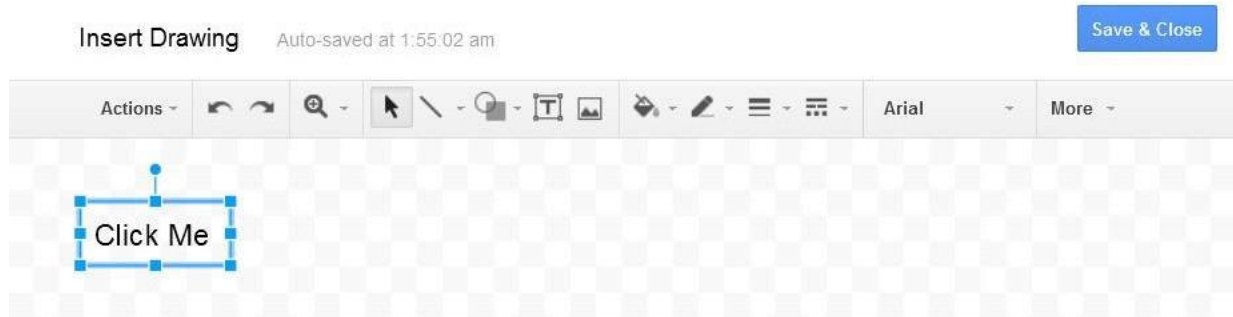 Insert Drawing Auto-saved at 1:55:02 am Save & Close
Actions T Arial More
Click Me